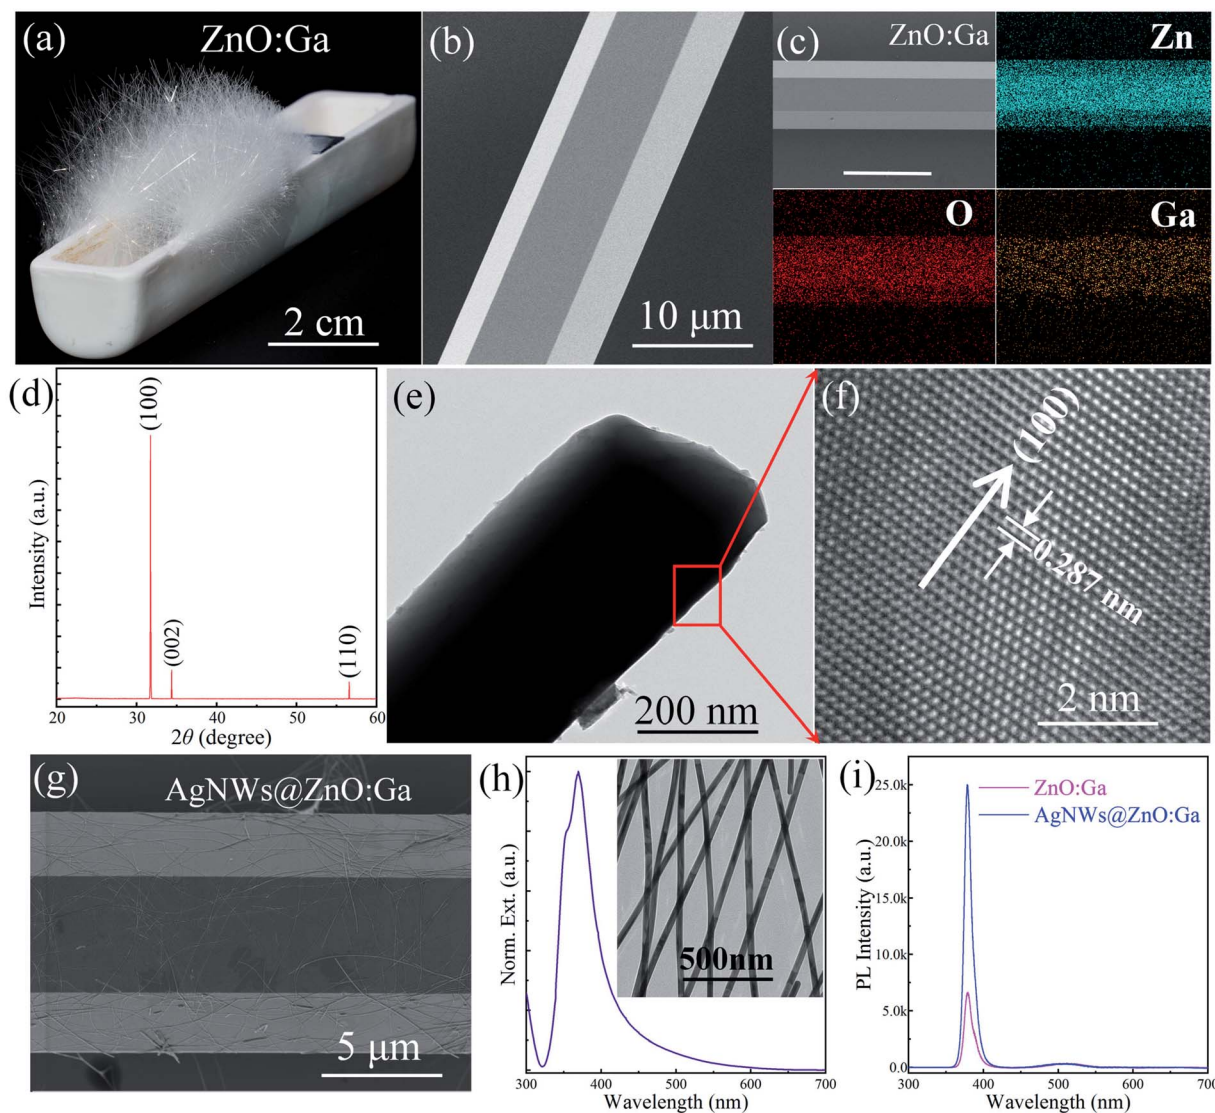 (a)
ZnO:Ga
2 cm
(b)
10 μm
(c)
ZnO:Ga
Zn
O
Ga
(d)
Intensity (a.u.)
(100)
(002)
(110)
20 30 40 50 60
2θ (degree)
(e)
200 nm
(f)
(100)
0.287 nm
2 nm
(g)
AgNWs@ZnO:Ga
5 μm
(h)
Norm. Ext. (a.u.)
500nm
300 400 500 600 700
Wavelength (nm)
(i)
PL Intensity (a.u.)
25.0k
20.0k
15.0k
10.0k
5.0k
0.0
ZnO:Ga
AgNWs@ZnO:Ga
300 400 500 600 700
Wavelength (nm)